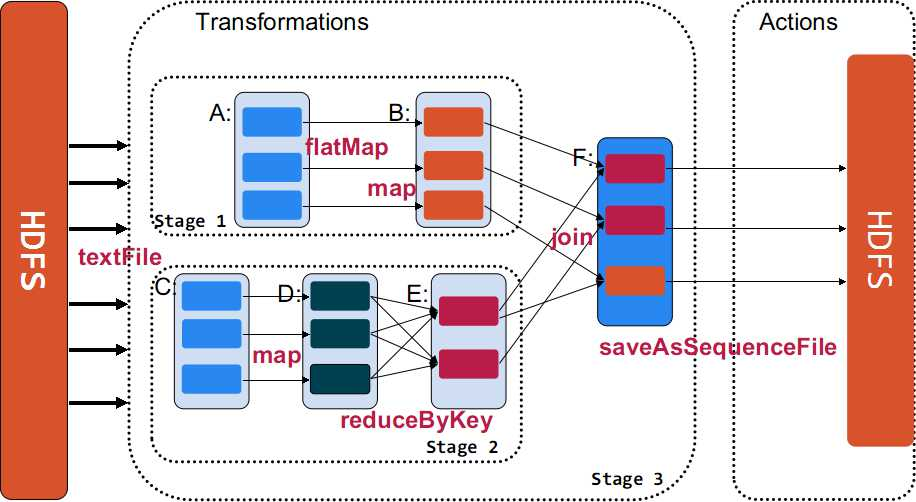 Transformations
Actions
A:
B:
flatMap
F:
map
Stage 1
HDFS
HDFS
textFile
join
C:
D:
E:
map
saveAsSequenceFile
reduceByKey
Stage 2
Stage 3